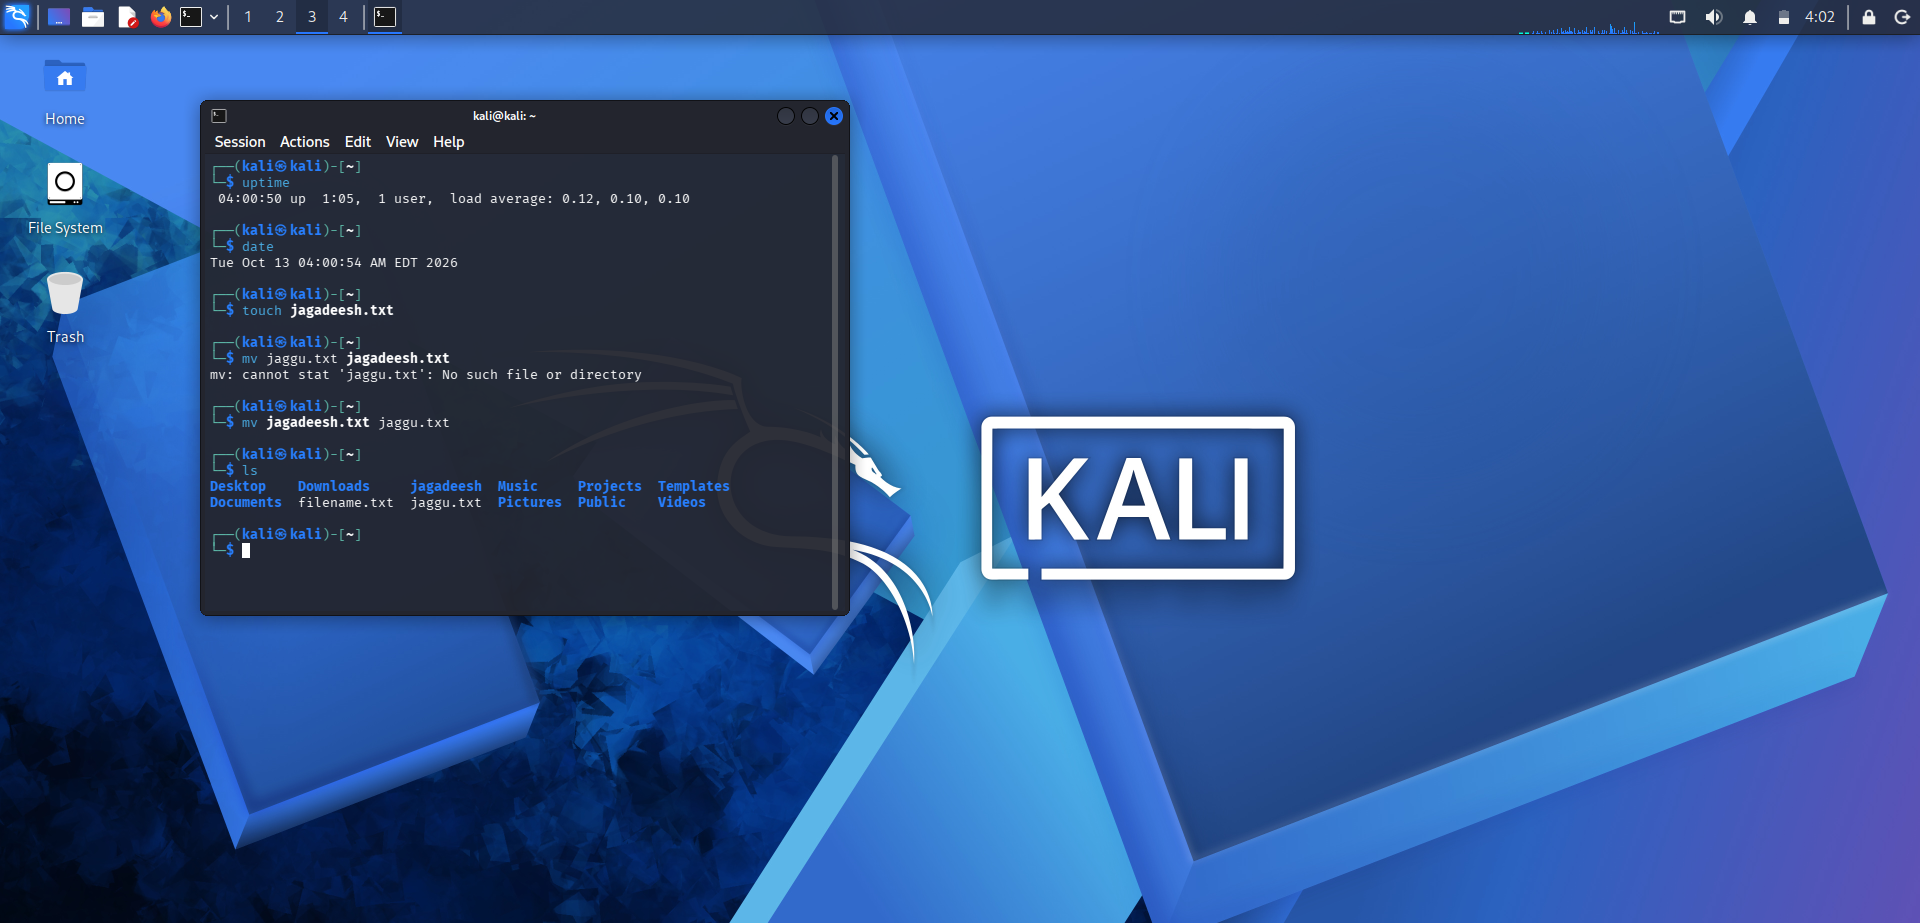 1 2 3 4 4:02
Home
File System
Trash
kali@kali: ~
Session Actions Edit View Help
┌──(kali㉿kali)-[~]
└─$ uptime
 04:00:50 up  1:05,  1 user,  load average: 0.12, 0.10, 0.10
┌──(kali㉿kali)-[~]
└─$ date
Tue Oct 13 04:00:54 AM EDT 2026
┌──(kali㉿kali)-[~]
└─$ touch jagadeesh.txt
┌──(kali㉿kali)-[~]
└─$ mv jaggu.txt jagadeesh.txt
mv: cannot stat 'jaggu.txt': No such file or directory
┌──(kali㉿kali)-[~]
└─$ mv jagadeesh.txt jaggu.txt
┌──(kali㉿kali)-[~]
└─$ ls
Desktop    Downloads     jagadeesh  Music     Projects  Templates
Documents  filename.txt  jaggu.txt  Pictures  Public    Videos
┌──(kali㉿kali)-[~]
└─$
KALI